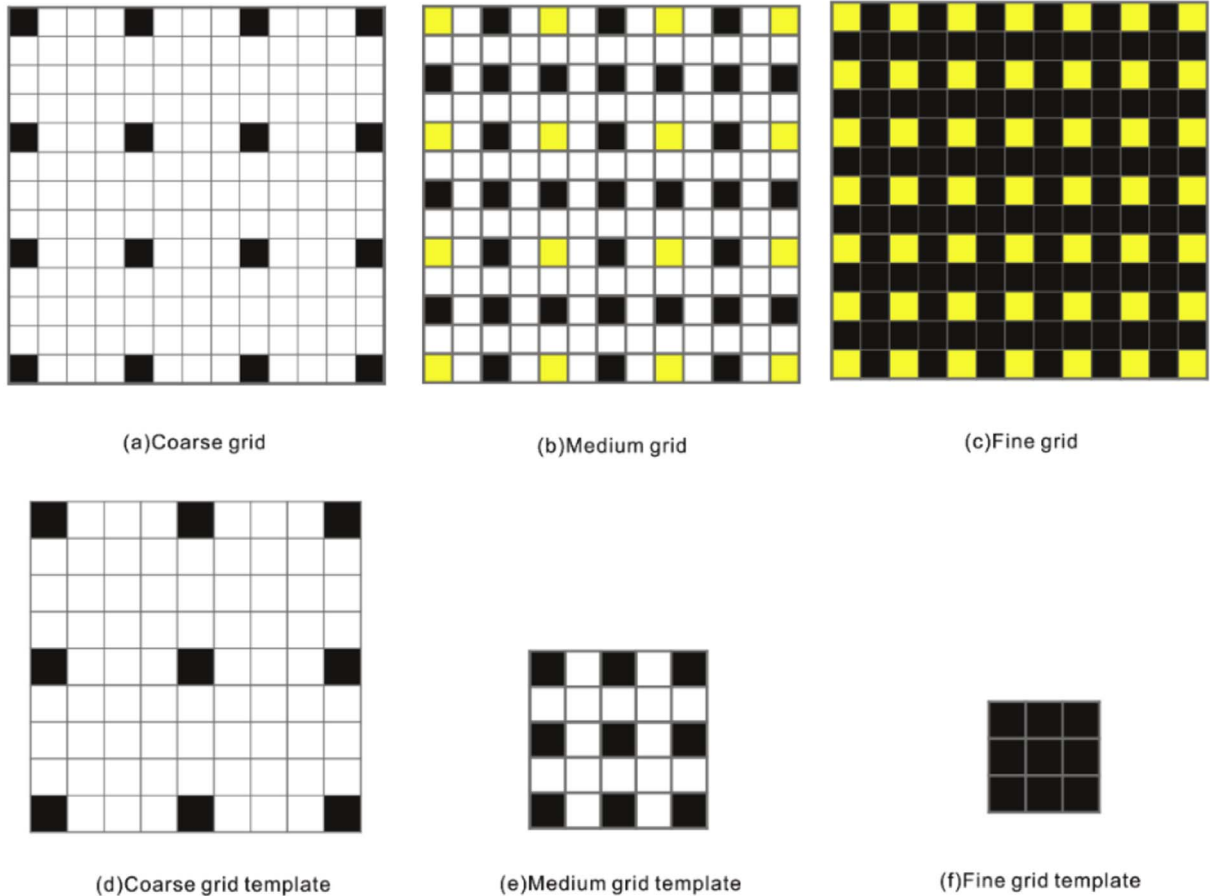 (a)Coarse grid
(b)Medium grid
(c)Fine grid
(d)Coarse grid template
(e)Medium grid template
(f)Fine grid template